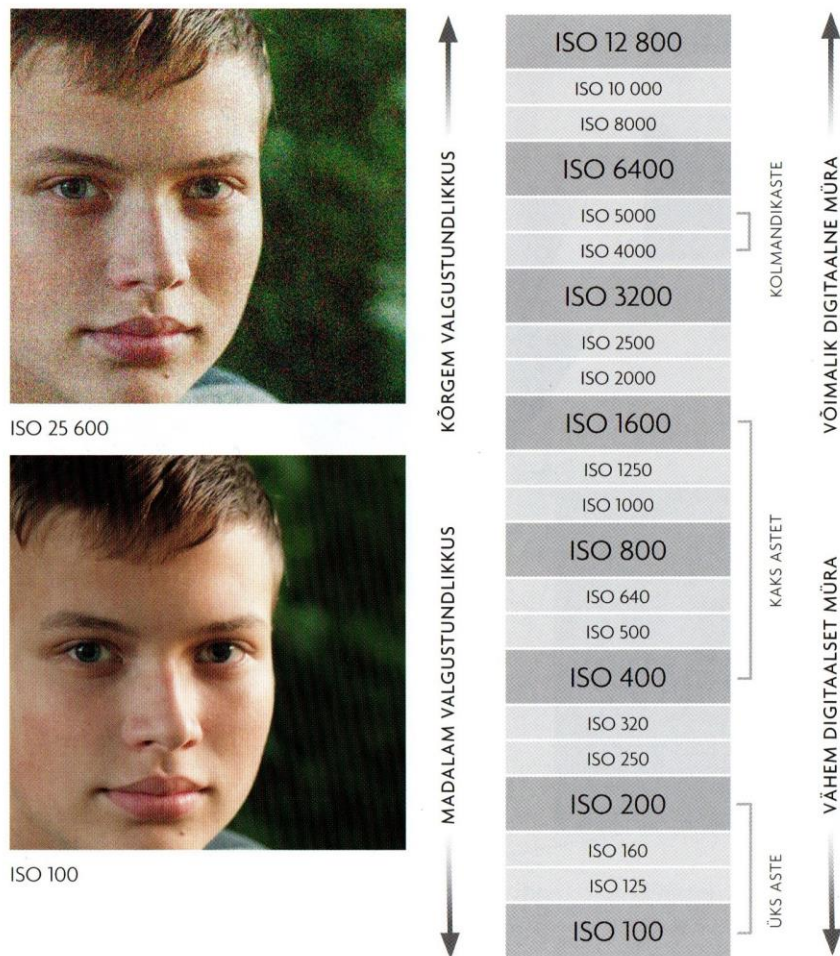 ISO 25 600
ISO 100
KÕRGEM VALGUSTUNDLIKKUS
MADALAM VALGUSTUNDLIKKUS
ISO 12 800
ISO 10 000
ISO 8000
ISO 6400
ISO 5000
ISO 4000
ISO 3200
ISO 2500
ISO 2000
ISO 1600
ISO 1250
ISO 1000
ISO 800
ISO 640
ISO 500
ISO 400
ISO 320
ISO 250
ISO 200
ISO 160
ISO 125
ISO 100
KOLMANDIKASTE
KAKS ASTET
ÜKS ASTE
VÕIMALIK DIGITAALNE MÜRA
VÄHEM DIGITAALSET MÜRA